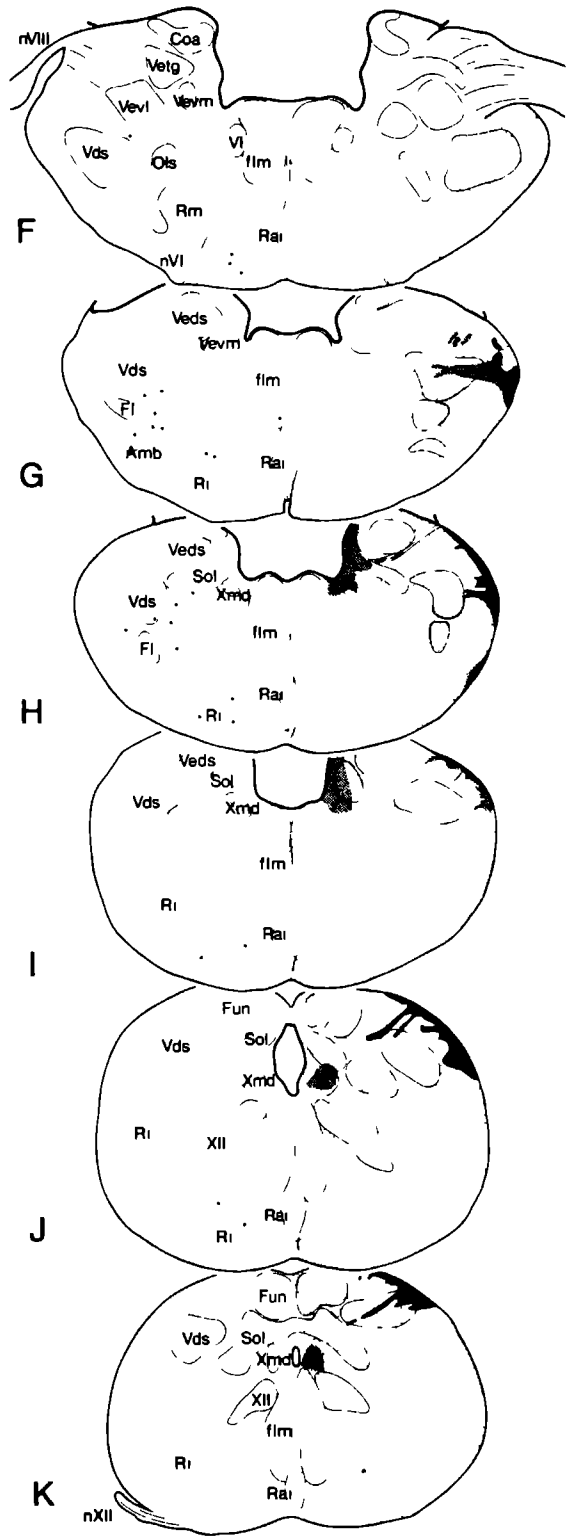 nVIII
Coa
Vetg
Vevl Vevm
Vds Ols VI flm
Rm
F nVI Rai
Veds
Vevm
Vds flm
Fl
Amb Rai
G Ri
Veds
Sol
Vds Xmd
Fl flm
H Ri Rai
Veds
Sol
Vds Xmd
flm
Ri Rai
I
Fun
Vds Sol
Xmd
Ri XII
J Ri Rai
Fun
Vds Sol
Xmd
XII
flm
Ri
K nXII Rai